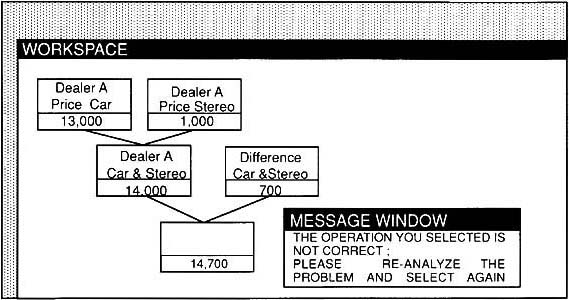 WORKSPACE
Dealer A
Price Car
13,000
Dealer A
Price Stereo
1,000
Dealer A
Car & Stereo
14,000
Difference
Car &Stereo
700
14,700
MESSAGE WINDOW
THE OPERATION YOU SELECTED IS
NOT CORRECT ;
PLEASE RE-ANALYZE THE
PROBLEM AND SELECT AGAIN